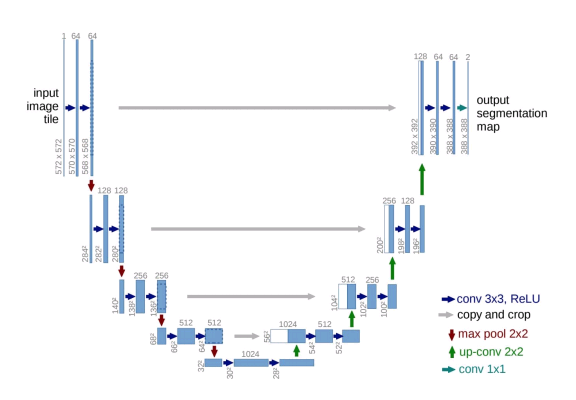 1 64 64
128 64 64 2
input
image
tile
output
segmentation
map
572 x 572
570 x 570
568 x 568
392 x 392
390 x 390
388 x 388
388 x 388
128 128
256 128
284²
282²
280²
200²
198²
196²
256 256
512 256
140²
138²
136²
104²
102²
100²
512 512
1024 512
68²
66²
64²
56²
54²
52²
1024
32²
30²
28²
conv 3x3, ReLU
copy and crop
max pool 2x2
up-conv 2x2
conv 1x1